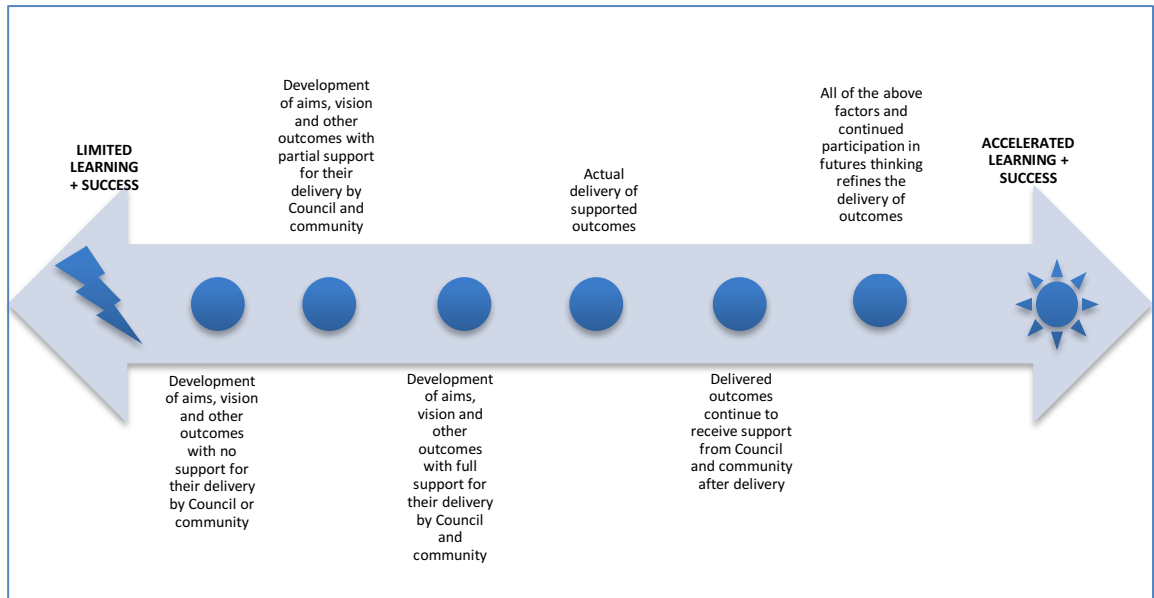 LIMITED
LEARNING
+ SUCCESS
Development
of aims, vision
and other
outcomes with
partial support
for their
delivery by
Council and
community
Actual
delivery of
supported
outcomes
All of the above
factors and
continued
participation in
futures thinking
refines the
delivery of
outcomes
ACCELERATED
LEARNING +
SUCCESS
Development
of aims, vision
and other
outcomes
with no
support for
their delivery
by Council or
community
Development
of aims,
vision and
other
outcomes
with full
support for
their delivery
by Council
and
community
Delivered
outcomes
continue to
receive support
from Council
and community
after delivery